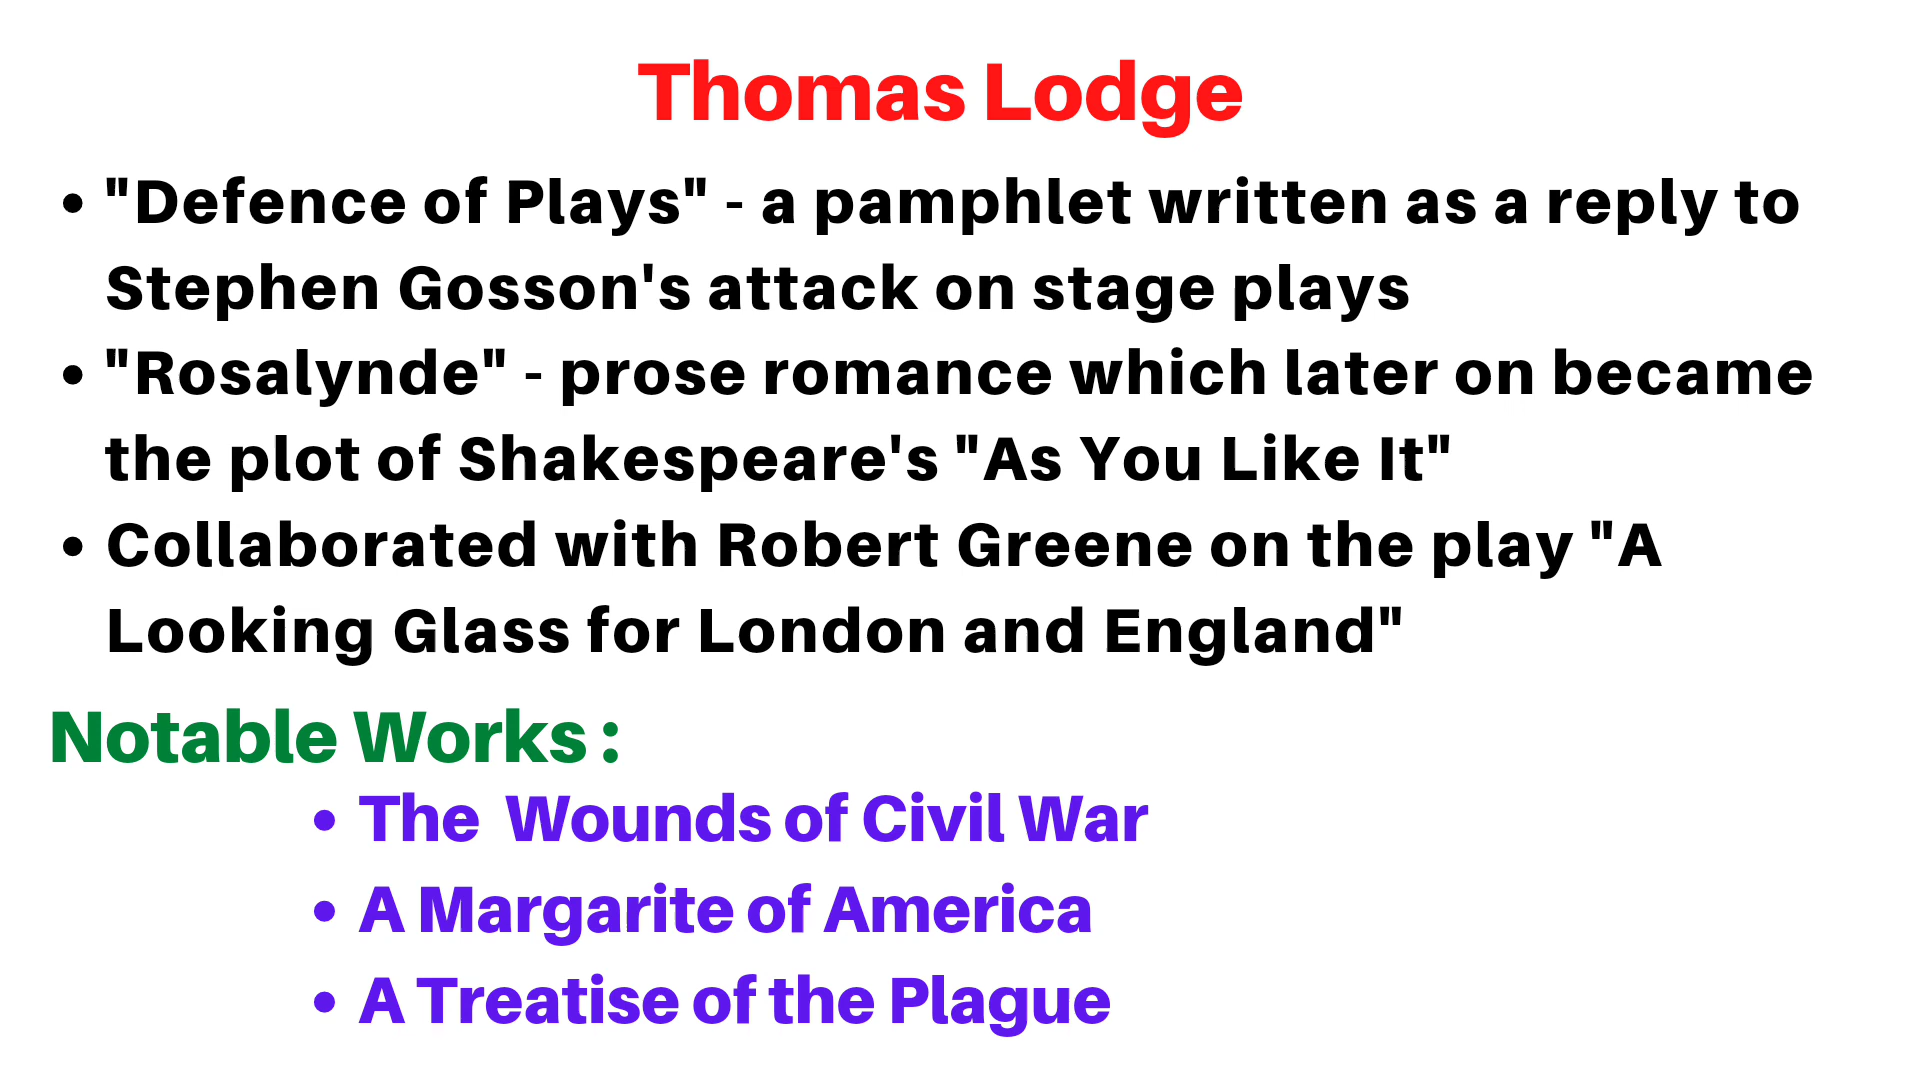 Thomas Lodge
• "Defence of Plays" - a pamphlet written as a reply to
Stephen Gosson's attack on stage plays
• "Rosalynde" - prose romance which later on became
the plot of Shakespeare's "As You Like It"
• Collaborated with Robert Greene on the play "A
Looking Glass for London and England"
Notable Works :
• The Wounds of Civil War
• A Margarite of America
• A Treatise of the Plague